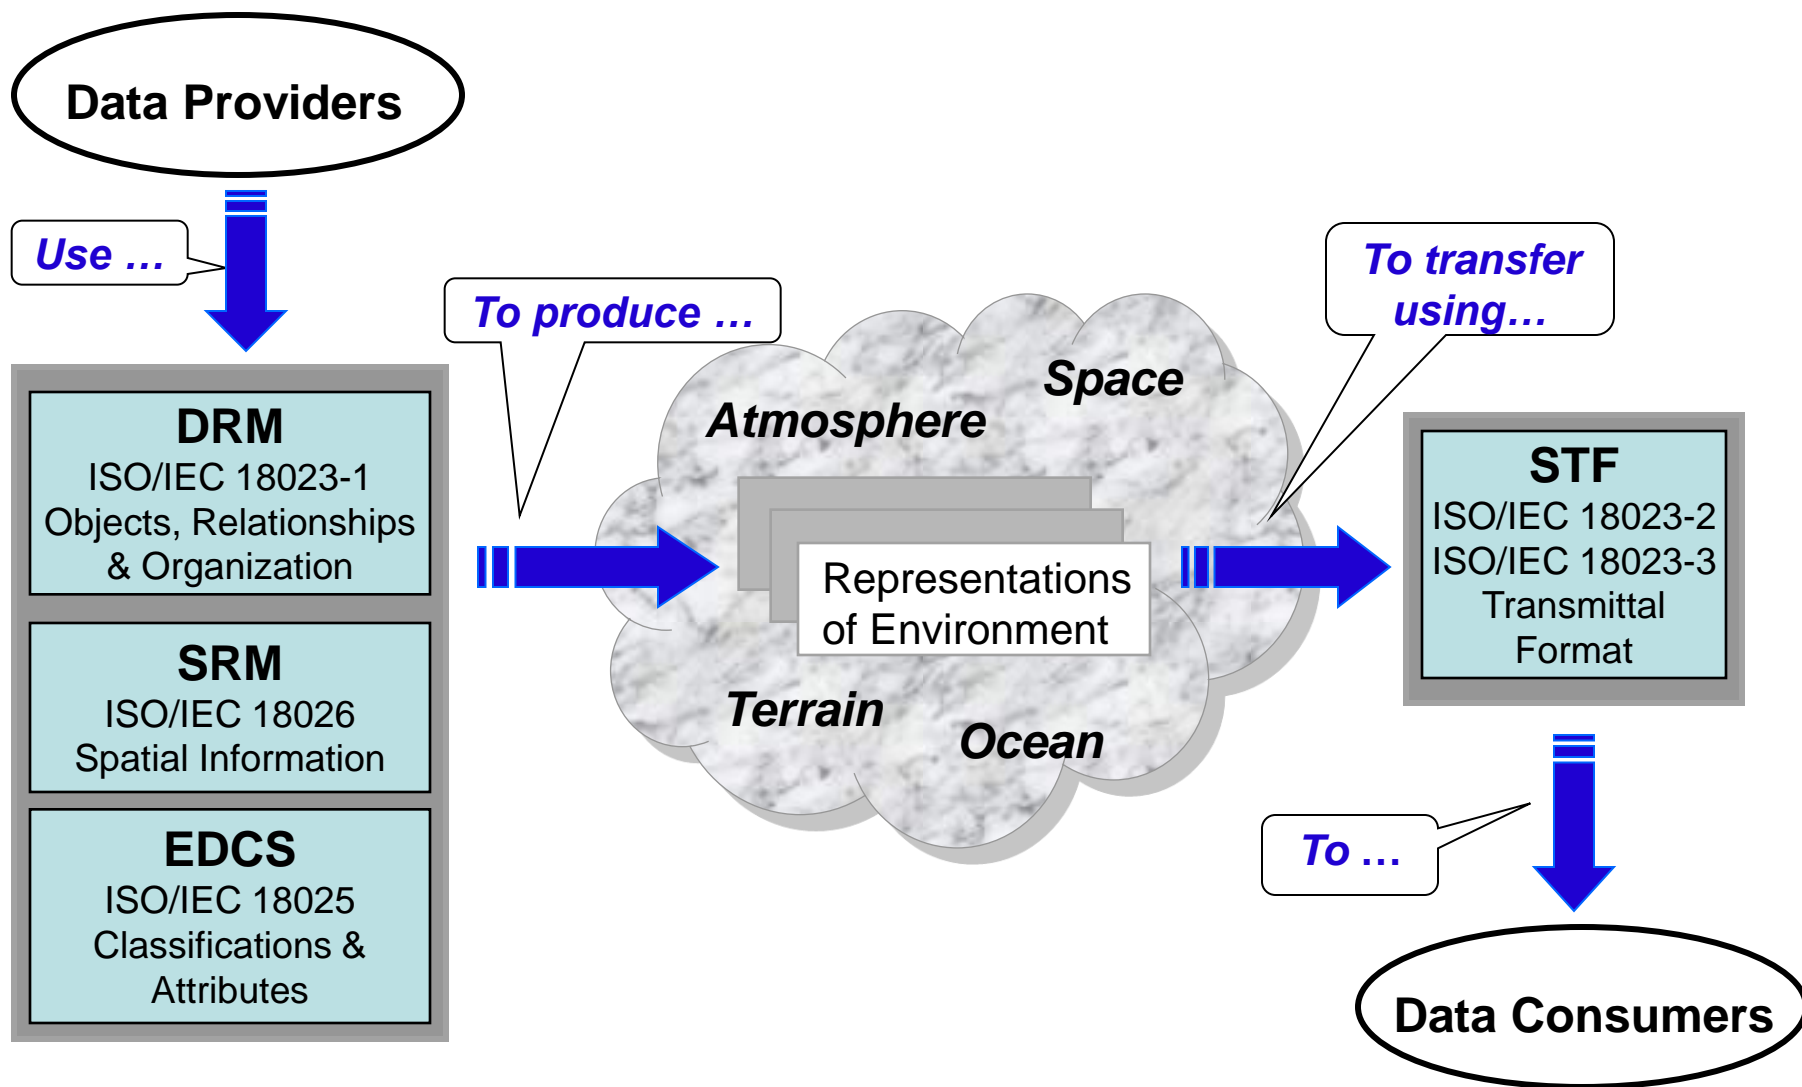 Data Providers
Use …
DRM
ISO/IEC 18023-1
Objects, Relationships
& Organization
SRM
ISO/IEC 18026
Spatial Information
EDCS
ISO/IEC 18025
Classifications &
Attributes
To produce …
Atmosphere
Space
Representations
of Environment
Terrain
Ocean
To transfer
using…
STF
ISO/IEC 18023-2
ISO/IEC 18023-3
Transmittal
Format
To …
Data Consumers